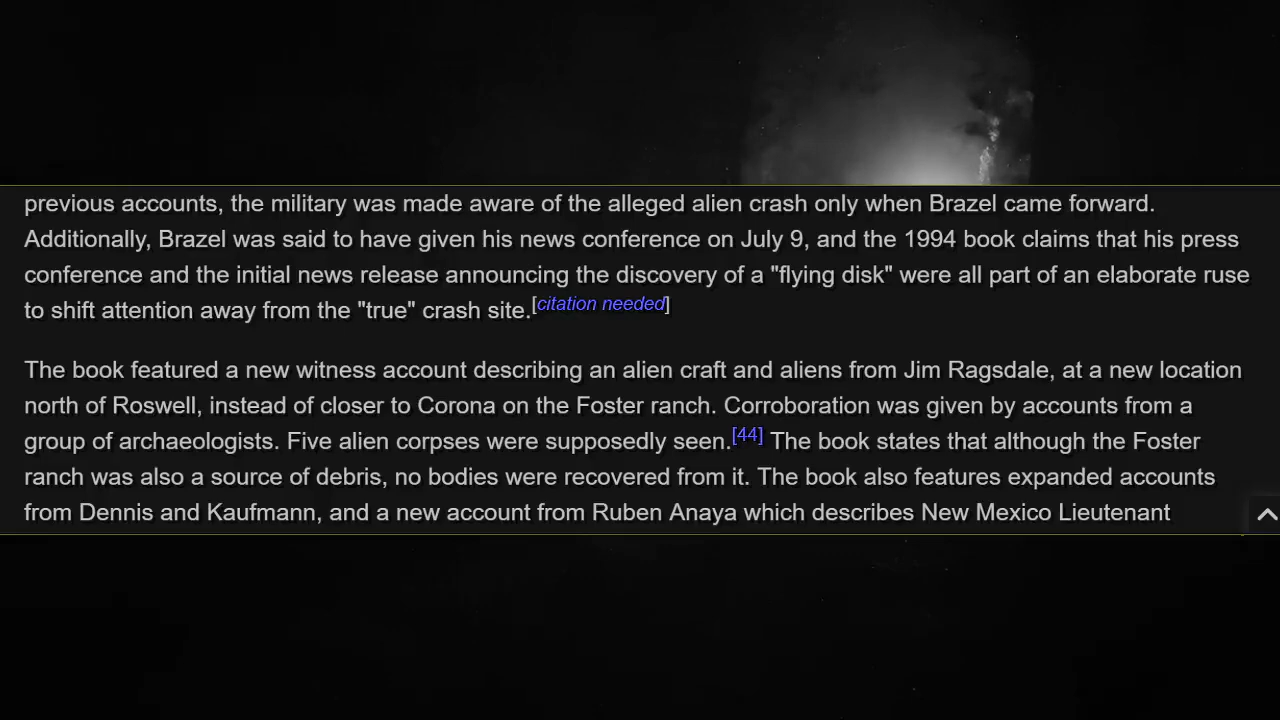 previous accounts, the military was made aware of the alleged alien crash only when Brazel came forward.
Additionally, Brazel was said to have given his news conference on July 9, and the 1994 book claims that his press
conference and the initial news release announcing the discovery of a "flying disk" were all part of an elaborate ruse
to shift attention away from the "true" crash site.[citation needed]
The book featured a new witness account describing an alien craft and aliens from Jim Ragsdale, at a new location
north of Roswell, instead of closer to Corona on the Foster ranch. Corroboration was given by accounts from a
group of archaeologists. Five alien corpses were supposedly seen.[44] The book states that although the Foster
ranch was also a source of debris, no bodies were recovered from it. The book also features expanded accounts
from Dennis and Kaufmann, and a new account from Ruben Anaya which describes New Mexico Lieutenant